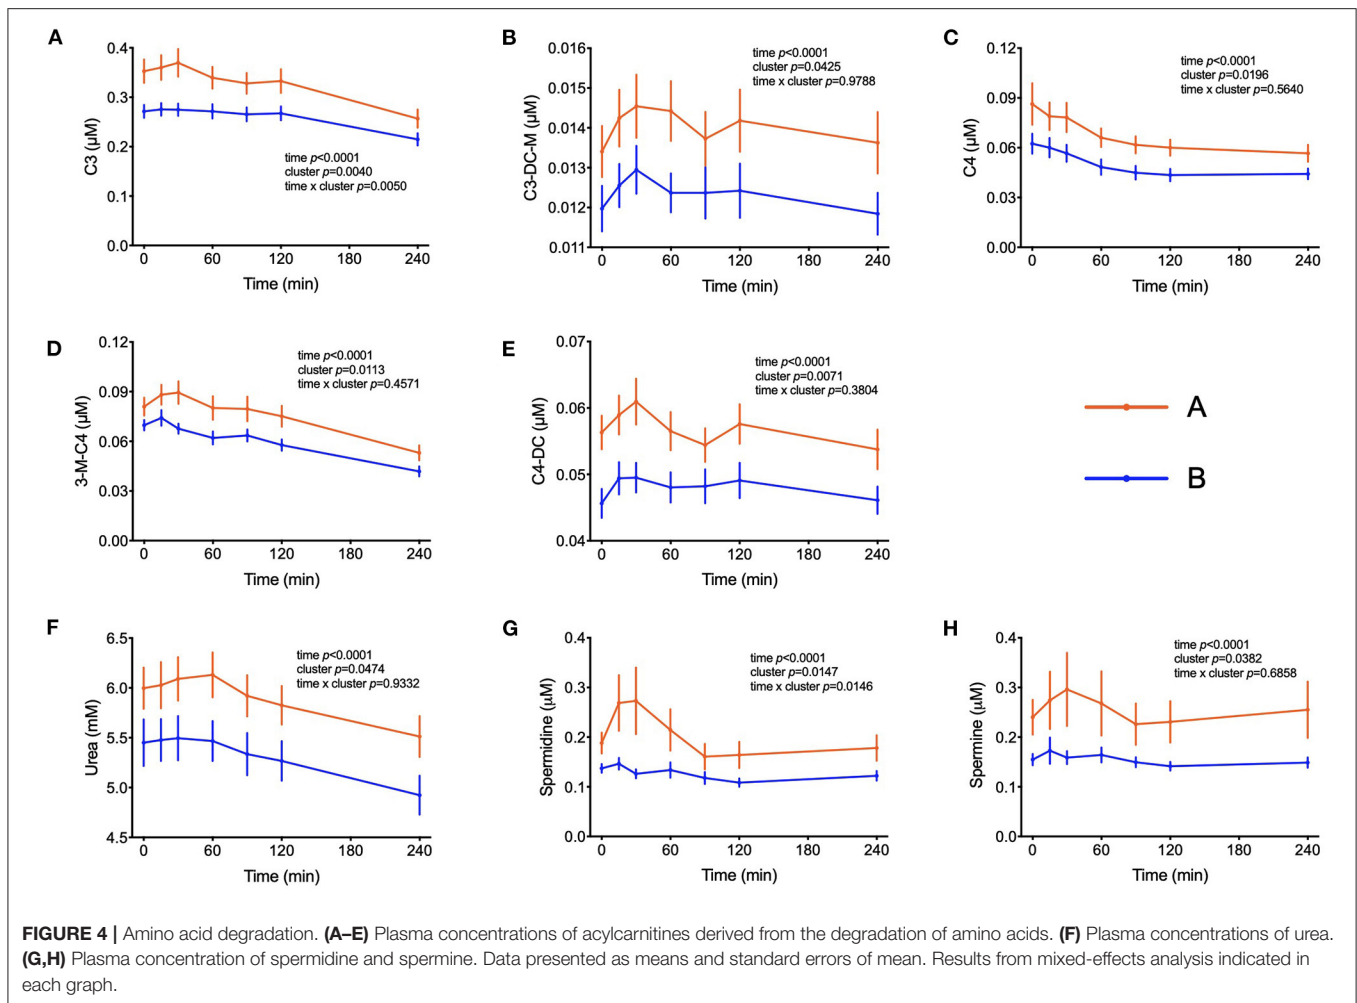 A
C3 (µM)
0.4
0.3
0.2
0.1
0.0
time p<0.0001
cluster p=0.0040
time x cluster p=0.0050
0 60 120 180 240
Time (min)
B
C3-DC-M (µM)
0.016
0.015
0.014
0.013
0.012
0.011
time p<0.0001
cluster p=0.0425
time x cluster p=0.9788
0 60 120 180 240
Time (min)
C
C4 (µM)
0.12
0.09
0.06
0.03
0.00
time p<0.0001
cluster p=0.0196
time x cluster p=0.5640
0 60 120 180 240
Time (min)
D
3-M-C4 (µM)
0.12
0.09
0.06
0.03
0.00
time p<0.0001
cluster p=0.0113
time x cluster p=0.4571
0 60 120 180 240
Time (min)
E
C4-DC (µM)
0.07
0.06
0.05
0.04
time p<0.0001
cluster p=0.0071
time x cluster p=0.3804
0 60 120 180 240
Time (min)
A
B
F
Urea (mM)
6.5
6.0
5.5
5.0
4.5
time p<0.0001
cluster p=0.0474
time x cluster p=0.9332
0 60 120 180 240
Time (min)
G
Spermidine (µM)
0.4
0.3
0.2
0.1
0.0
time p<0.0001
cluster p=0.0147
time x cluster p=0.0146
0 60 120 180 240
Time (min)
H
Spermine (µM)
0.4
0.3
0.2
0.1
0.0
time p<0.0001
cluster p=0.0382
time x cluster p=0.6858
0 60 120 180 240
Time (min)
FIGURE 4 | Amino acid degradation. (A–E) Plasma concentrations of acylcarnitines derived from the degradation of amino acids. (F) Plasma concentrations of urea.
(G,H) Plasma concentration of spermidine and spermine. Data presented as means and standard errors of mean. Results from mixed-effects analysis indicated in
each graph.